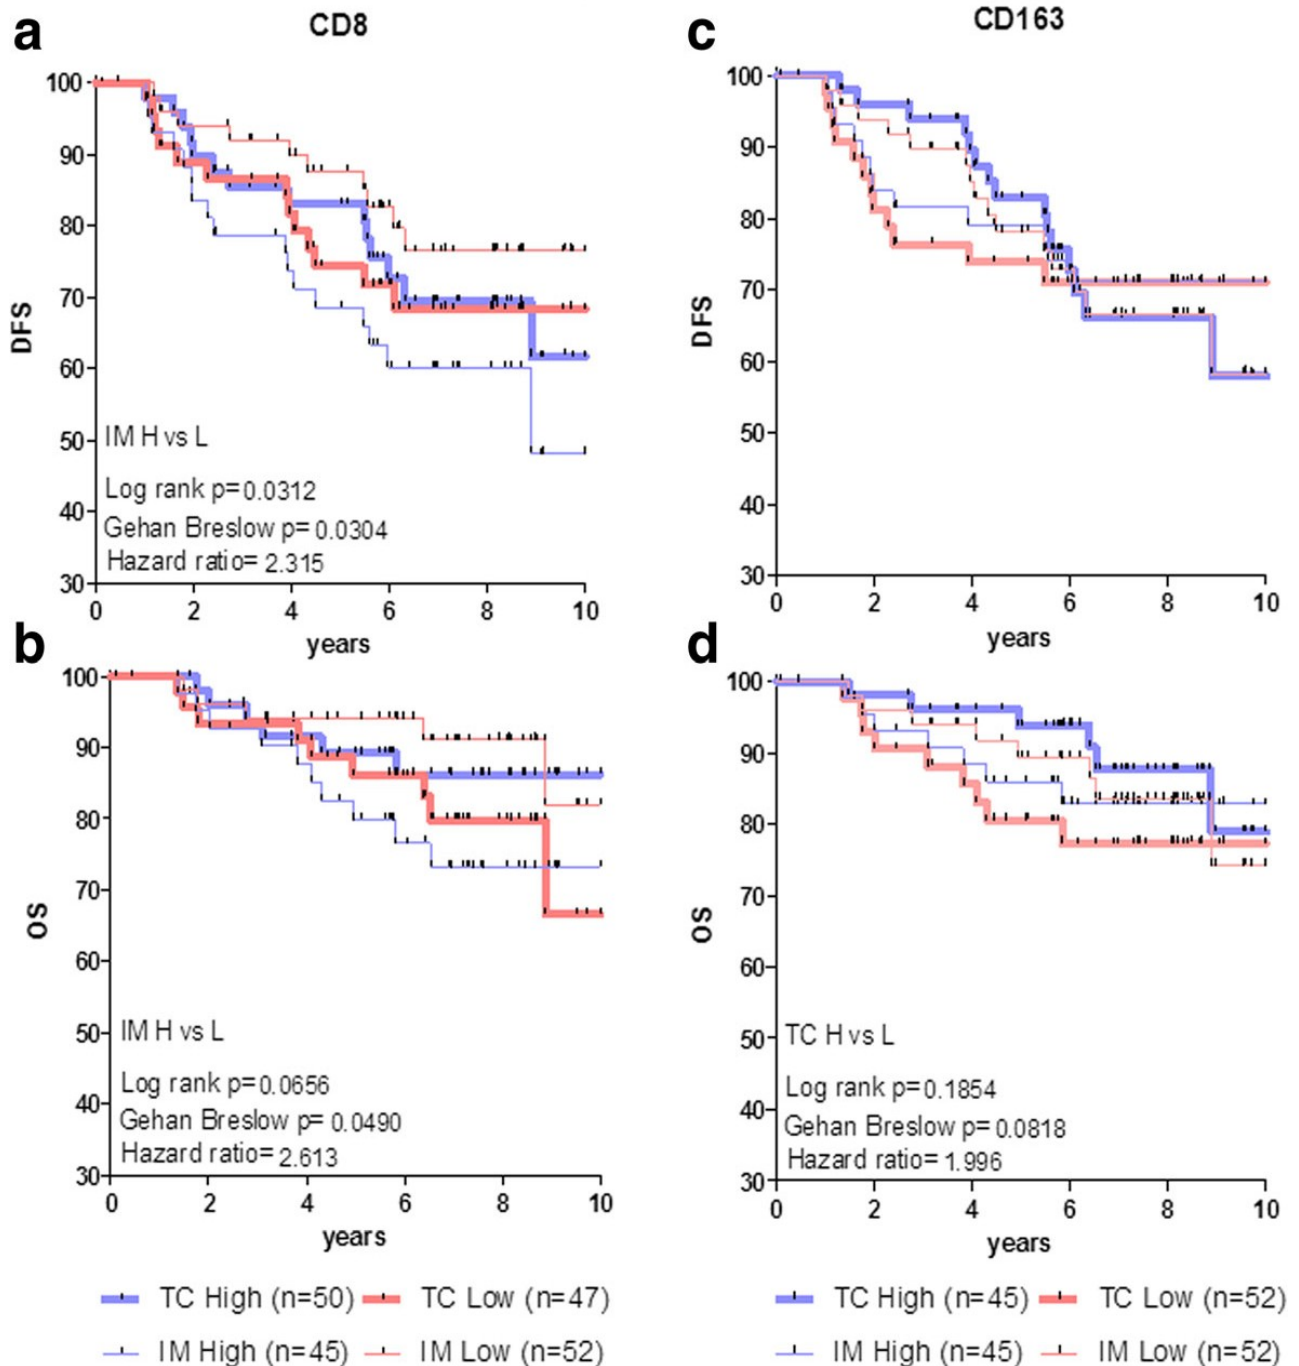 a
CD8
100
90
80
70
60
50
40
30
DFS
IM H vs L
Log rank p=0.0312
Gehan Breslow p= 0.0304
Hazard ratio= 2.315
0 2 4 6 8 10
years
c
CD163
100
90
80
70
60
50
40
30
DFS
0 2 4 6 8 10
years
b
100
90
80
70
60
50
40
30
OS
IM H vs L
Log rank p=0.0656
Gehan Breslow p= 0.0490
Hazard ratio= 2.613
0 2 4 6 8 10
years
TC High (n=50) TC Low (n=47)
IM High (n=45) IM Low (n=52)
d
100
90
80
70
60
50
40
30
OS
TC H vs L
Log rank p=0.1854
Gehan Breslow p= 0.0818
Hazard ratio= 1.996
0 2 4 6 8 10
years
TC High (n=45) TC Low (n=52)
IM High (n=45) IM Low (n=52)